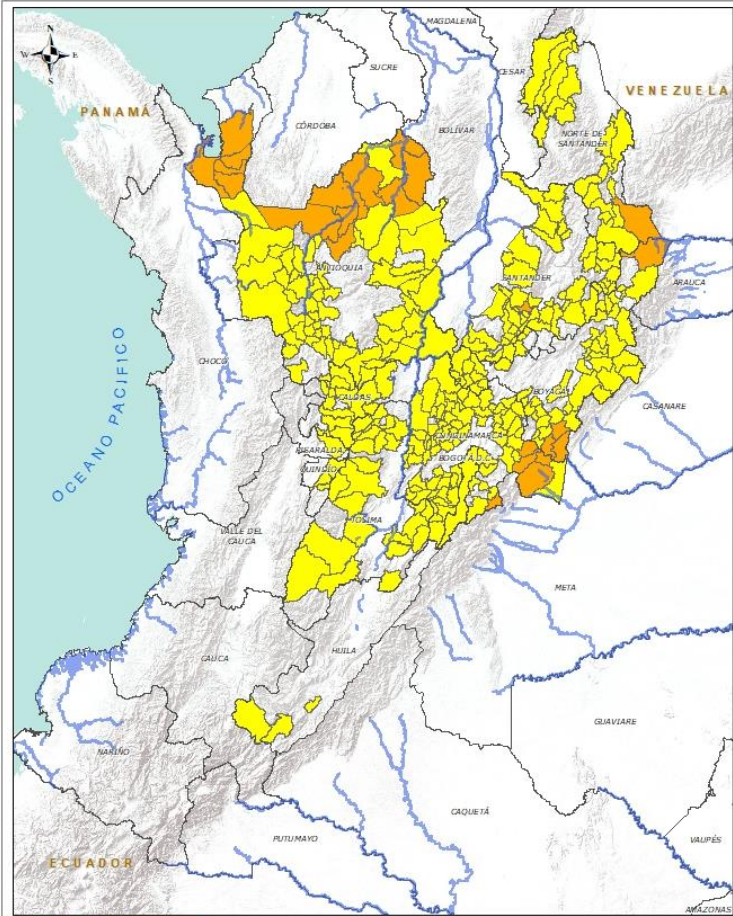 MAGDALENA
N
W E
S
SUCRE
CESAR
VENEZUELA
PANAMÁ
CÓRDOBA
BOLÍVAR
NORTE DE
SANTANDER
ANTIOQUIA
SANTANDER
ARAUCA
OCEANO PACIFICO
CHOCÓ
BOYACÁ
CALDAS
CASANARE
CUNDINAMARCA
RISARALDA
BOGOTÁ, D.C.
QUINDIO
TOLIMA
VALLE DEL
CAUCA
META
HUILA
CAUCA
GUAVIARE
NARIÑO
CAQUETÁ
PUTUMAYO
VAUPÉS
ECUADOR
AMAZONAS